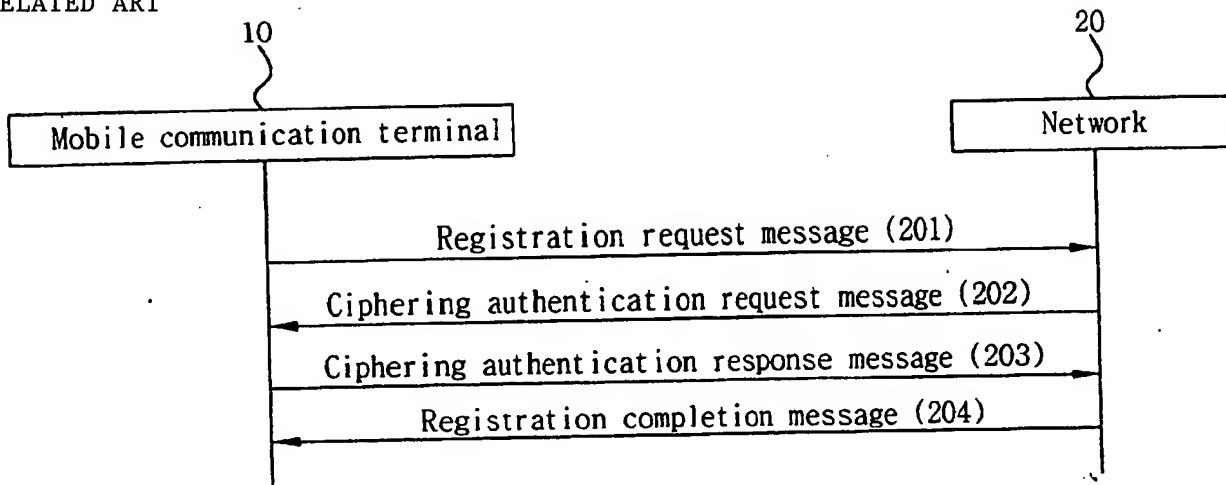 ELATED ART
10
20
Mobile communication terminal
Network
Registration request message (201)
Ciphering authentication request message (202)
Ciphering authentication response message (203)
Registration completion message (204)